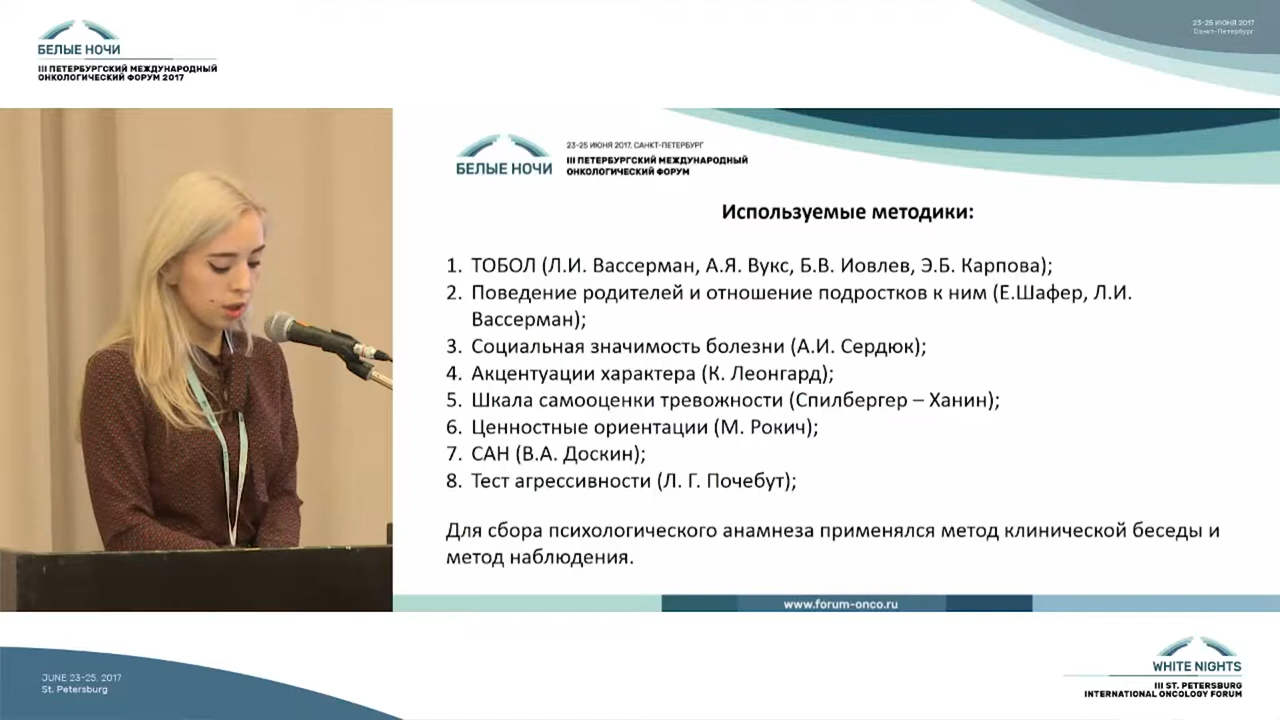 БЕЛЫЕ НОЧИ
III ПЕТЕРБУРГСКИЙ МЕЖДУНАРОДНЫЙ
ОНКОЛОГИЧЕСКИЙ ФОРУМ 2017
23-25 ИЮНЯ 2017
Санкт-Петербург
БЕЛЫЕ НОЧИ
23-25 ИЮНЯ 2017, САНКТ-ПЕТЕРБУРГ
III ПЕТЕРБУРГСКИЙ МЕЖДУНАРОДНЫЙ
ОНКОЛОГИЧЕСКИЙ ФОРУМ
Используемые методики:
1. ТОБОЛ (Л.И. Вассерман, А.Я. Вукс, Б.В. Иовлев, Э.Б. Карпова);
2. Поведение родителей и отношение подростков к ним (Е.Шафер, Л.И.
Вассерман);
3. Социальная значимость болезни (А.И. Сердюк);
4. Акцентуации характера (К. Леонгард);
5. Шкала самооценки тревожности (Спилбергер – Ханин);
6. Ценностные ориентации (М. Рокич);
7. САН (В.А. Доскин);
8. Тест агрессивности (Л. Г. Почебут);
Для сбора психологического анамнеза применялся метод клинической беседы и
метод наблюдения.
www.forum-onco.ru
JUNE 23-25, 2017
St. Petersburg
WHITE NIGHTS
III ST. PETERSBURG
INTERNATIONAL ONCOLOGY FORUM